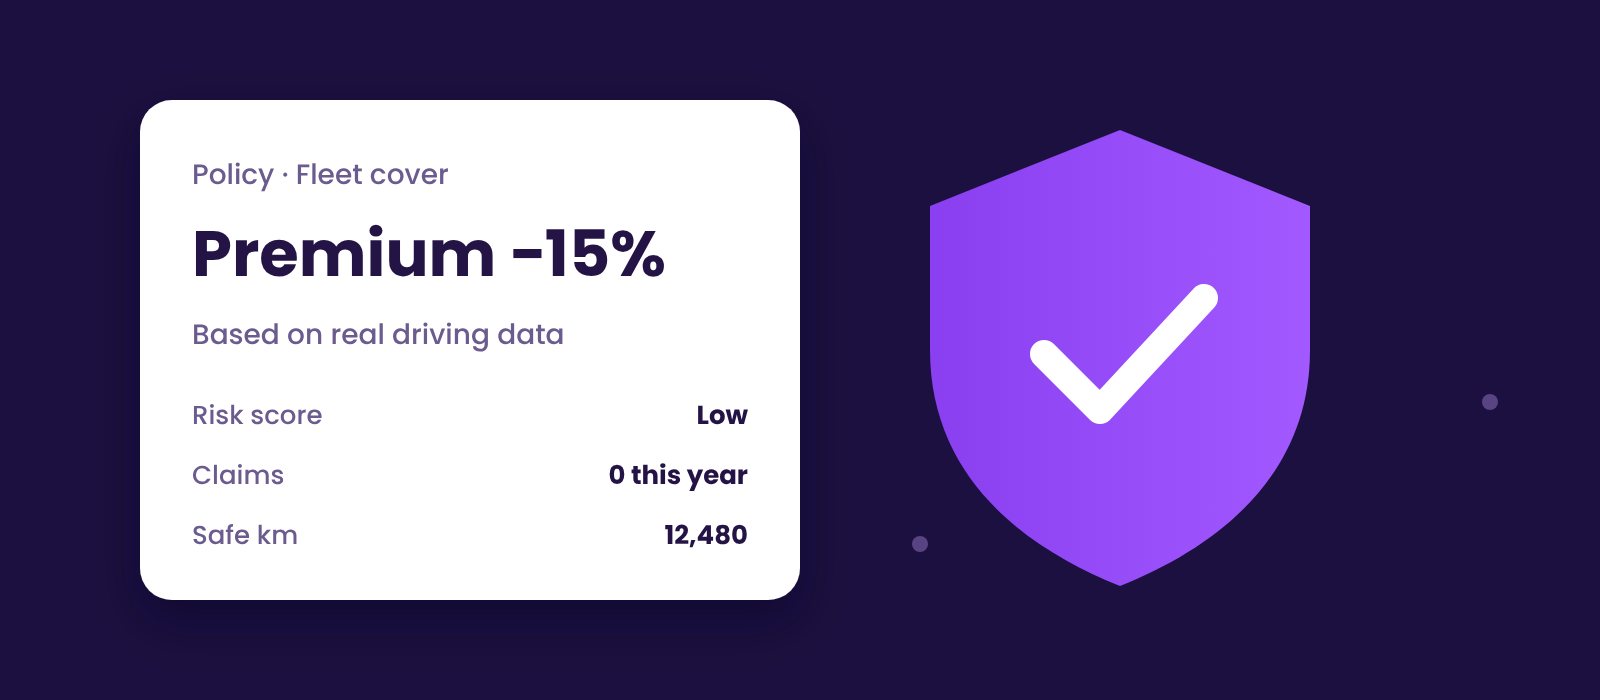 Policy · Fleet cover
Premium -15%
Based on real driving data
Risk score Low
Claims 0 this year
Safe km 12,480